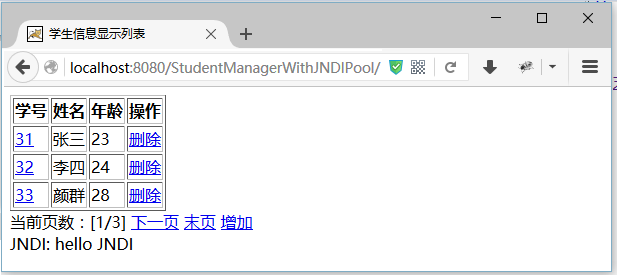 学生信息显示列表
localhost:8080/StudentManagerWithJNDIPool/
学号 姓名 年龄 操作
31 张三 23 删除
32 李四 24 删除
33 颜群 28 删除
当前页数：[1/3] 下一页 末页 增加
JNDI: hello JNDI